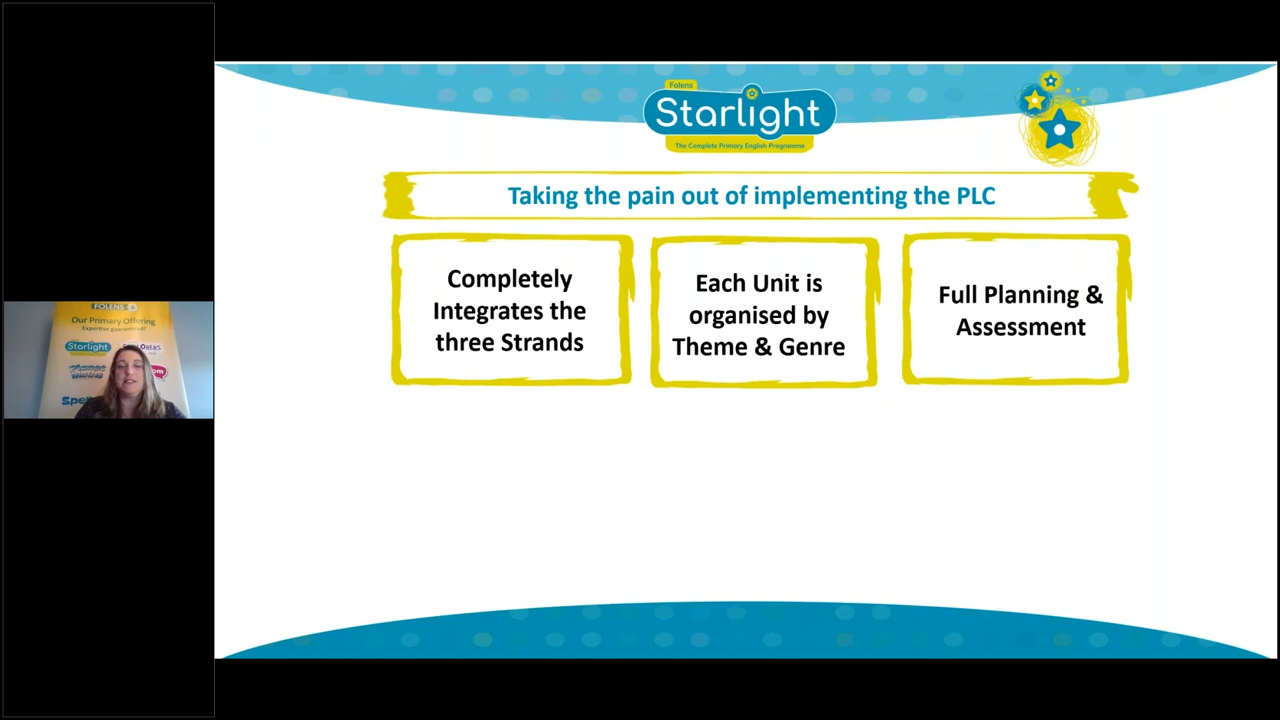 Folens
Starlight
The Complete Primary English Programme
Taking the pain out of implementing the PLC
Completely
Integrates the
three Strands
Each Unit is
organised by
Theme & Genre
Full Planning &
Assessment
FOLENS
Our Primary Offering
Expertise guaranteed!
Starlight